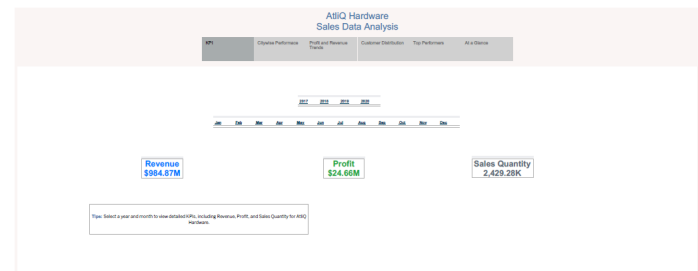 AtliQ Hardware
Sales Data Analysis
KPI
Citywise Performace
Profit and Revenue
Trends
Customer Distribution
Top Performers
At a Glance
2017 2018 2019 2020
Jan Feb Mar Apr May Jun Jul Aug Sep Oct Nov Dec
Revenue
$984.87M
Profit
$24.66M
Sales Quantity
2,429.28K
Tips: Select a year and month to view detailed KPIs, including Revenue, Profit, and Sales Quantity for AtliQ
Hardware.